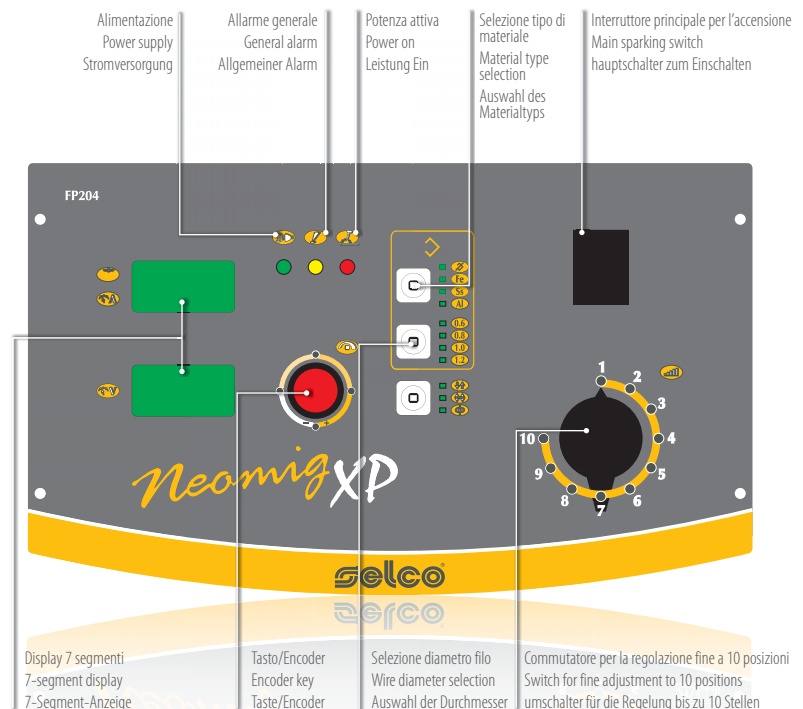 Alimentazione
Power supply
Stromversorgung
Allarme generale
General alarm
Allgemeiner Alarm
Potenza attiva
Power on
Leistung Ein
Selezione tipo di
materiale
Material type
selection
Auswahl des
Materialtyps
Interruttore principale per l'accensione
Main sparking switch
hauptschalter zum Einschalten
FP204
Fe
Ss
Al
0.6
0.8
1.0
1.2
A
V
1
2
3
4
5
6
7
8
9
10
Neomig XP
selco
Display 7 segmenti
7-segment display
7-Segment-Anzeige
Tasto/Encoder
Encoder key
Taste/Encoder
Selezione diametro filo
Wire diameter selection
Auswahl der Durchmesser
Commutatore per la regolazione fine a 10 posizioni
Switch for fine adjustment to 10 positions
umschalter für die Regelung bis zu 10 Stellen